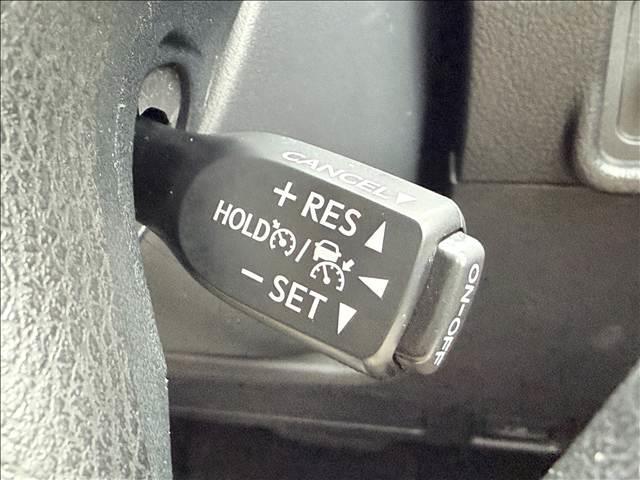 CANCEL▼
+ RES ▲
HOLD / ◀
− SET ▼
ON-OFF